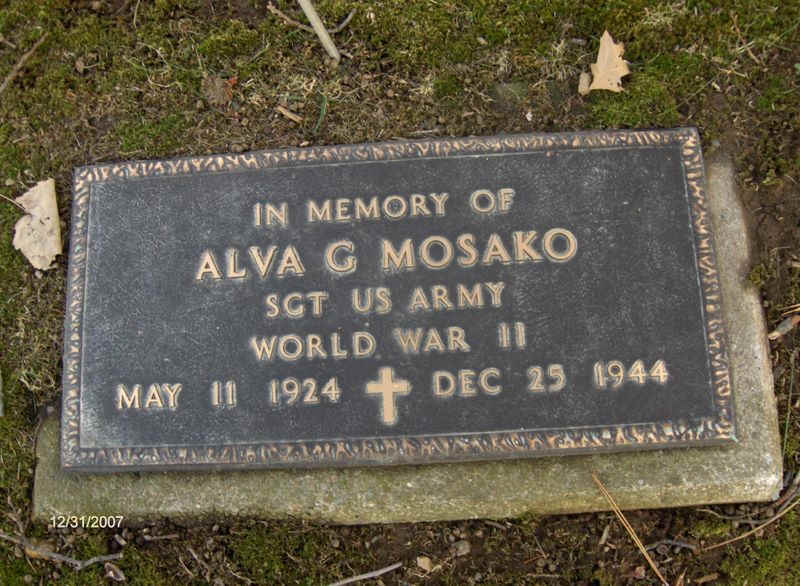 IN MEMORY OF
ALVA G MOSAKO
SGT US ARMY
WORLD WAR II
MAY 11 1924 DEC 25 1944
12/31/2007